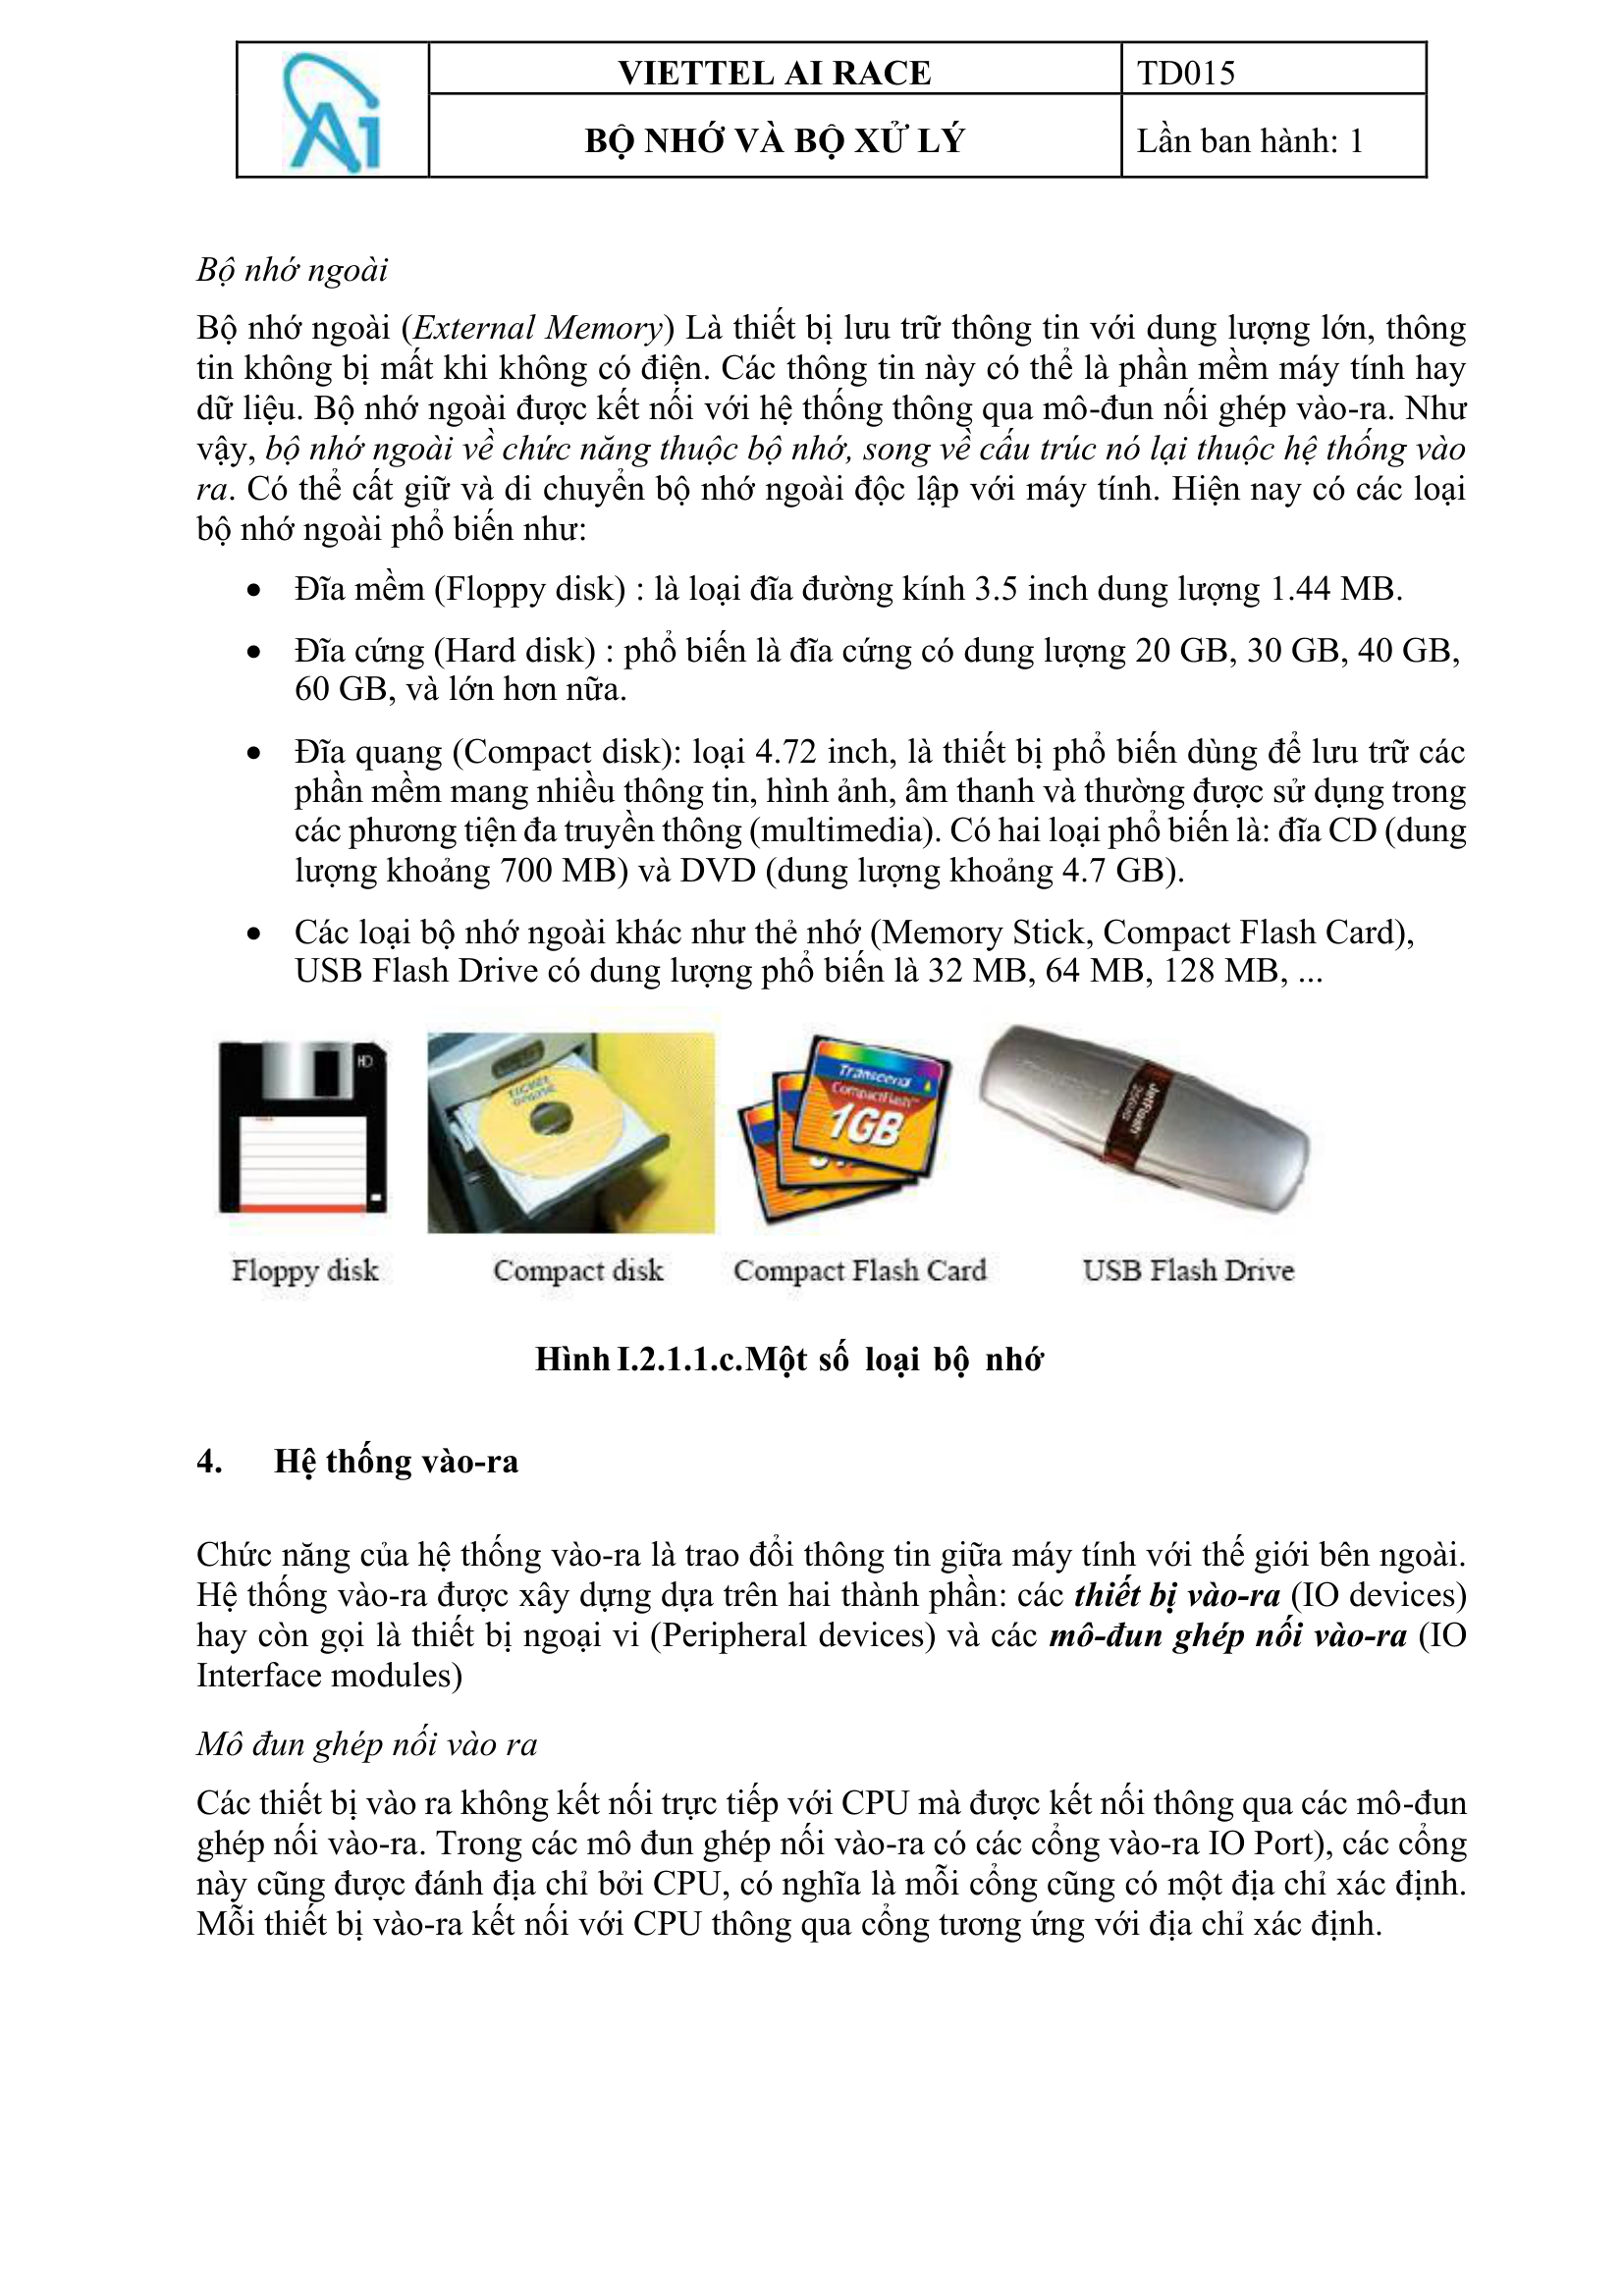 Ai
VIETTEL AI RACE
TD015
BỘ NHỚ VÀ BỘ XỬ LÝ
Lần ban hành: 1
Bộ nhớ ngoài
Bộ nhớ ngoài (External Memory) Là thiết bị lưu trữ thông tin với dung lượng lớn, thông
tin không bị mất khi không có điện. Các thông tin này có thể là phần mềm máy tính hay
dữ liệu. Bộ nhớ ngoài được kết nối với hệ thống thông qua mô-đun nối ghép vào-ra. Như
vậy, bộ nhớ ngoài về chức năng thuộc bộ nhớ, song về cấu trúc nó lại thuộc hệ thống vào
ra. Có thể cất giữ và di chuyển bộ nhớ ngoài độc lập với máy tính. Hiện nay có các loại
bộ nhớ ngoài phổ biến như:
• Đĩa mềm (Floppy disk) : là loại đĩa đường kính 3.5 inch dung lượng 1.44 MB.
• Đĩa cứng (Hard disk) : phổ biến là đĩa cứng có dung lượng 20 GB, 30 GB, 40 GB,
60 GB, và lớn hơn nữa.
• Đĩa quang (Compact disk): loại 4.72 inch, là thiết bị phổ biến dùng để lưu trữ các
phần mềm mang nhiều thông tin, hình ảnh, âm thanh và thường được sử dụng trong
các phương tiện đa truyền thông (multimedia). Có hai loại phổ biến là: đĩa CD (dung
lượng khoảng 700 MB) và DVD (dung lượng khoảng 4.7 GB).
• Các loại bộ nhớ ngoài khác như thẻ nhớ (Memory Stick, Compact Flash Card),
USB Flash Drive có dung lượng phổ biến là 32 MB, 64 MB, 128 MB, ...
HD
Transcend
CompactFlash
1GB
JetFlash
Floppy disk
Compact disk
Compact Flash Card
USB Flash Drive
Hình I.2.1.1.c.Một số loại bộ nhớ
4. Hệ thống vào-ra
Chức năng của hệ thống vào-ra là trao đổi thông tin giữa máy tính với thế giới bên ngoài.
Hệ thống vào-ra được xây dựng dựa trên hai thành phần: các thiết bị vào-ra (IO devices)
hay còn gọi là thiết bị ngoại vi (Peripheral devices) và các mô-đun ghép nối vào-ra (IO
Interface modules)
Mô đun ghép nối vào ra
Các thiết bị vào ra không kết nối trực tiếp với CPU mà được kết nối thông qua các mô-đun
ghép nối vào-ra. Trong các mô đun ghép nối vào-ra có các cổng vào-ra IO Port), các cổng
này cũng được đánh địa chỉ bởi CPU, có nghĩa là mỗi cổng cũng có một địa chỉ xác định.
Mỗi thiết bị vào-ra kết nối với CPU thông qua cổng tương ứng với địa chỉ xác định.